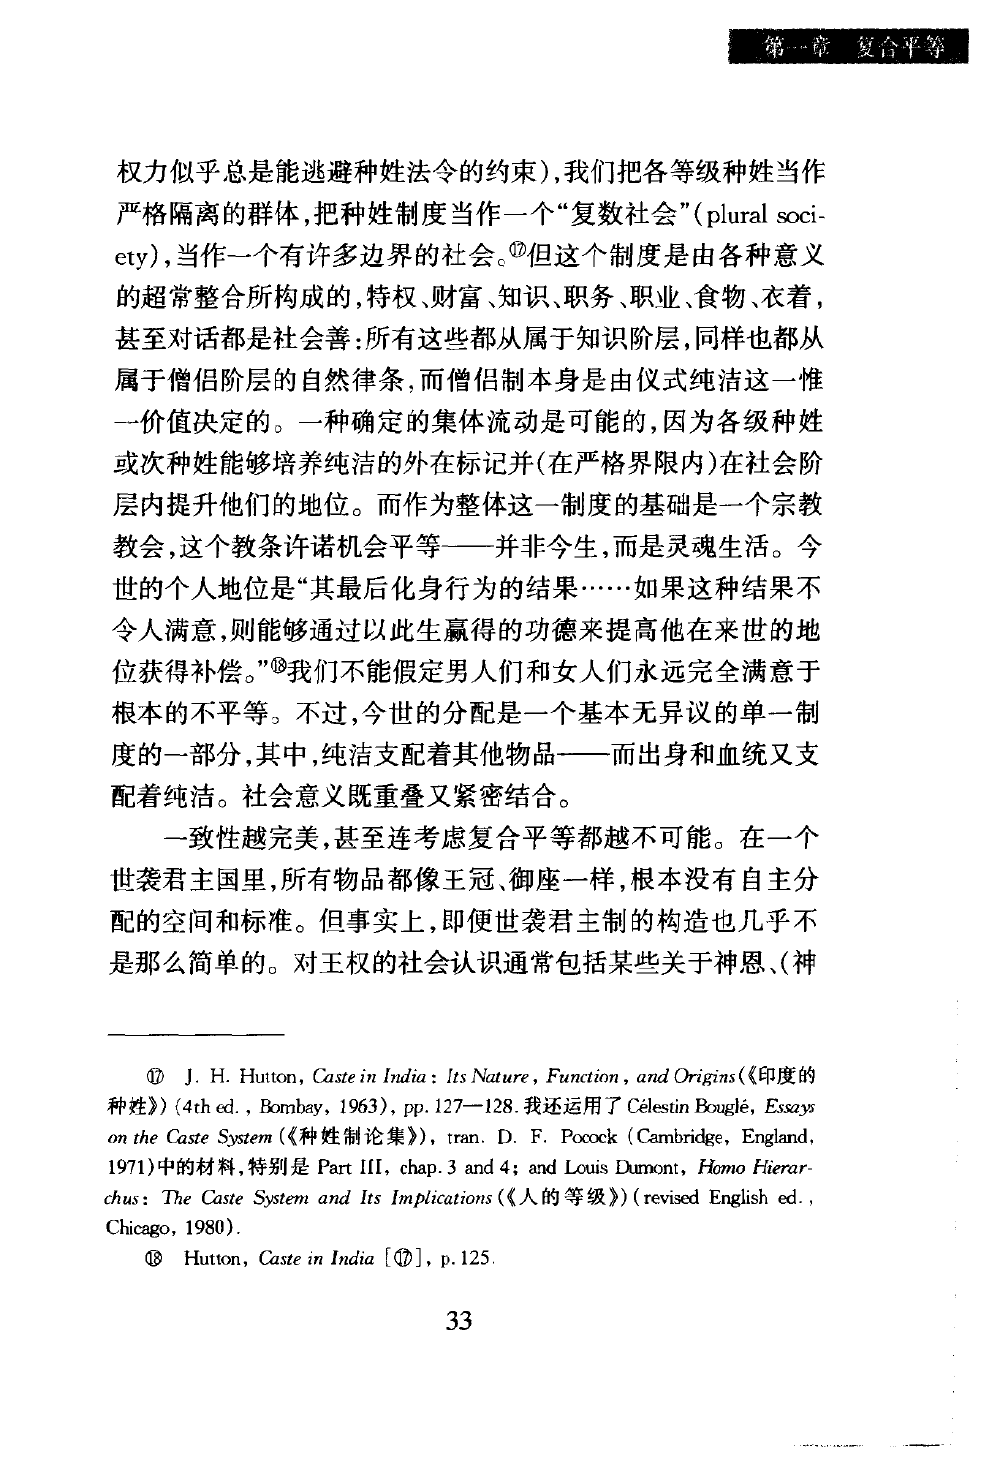 第一章 复合平等
权力似乎总是能逃避种姓法令的约束),我们把各等级种姓当作
严格隔离的群体,把种姓制度当作一个“复数社会”(plural soci-
ety),当作一个有许多边界的社会。⑰但这个制度是由各种意义
的超常整合所构成的,特权、财富、知识、职务、职业、食物、衣着,
甚至对话都是社会善:所有这些都从属于知识阶层,同样也都从
属于僧侣阶层的自然律条,而僧侣制本身是由仪式纯洁这一惟
一价值决定的。一种确定的集体流动是可能的,因为各级种姓
或次种姓能够培养纯洁的外在标记并(在严格界限内)在社会阶
层内提升他们的地位。而作为整体这一制度的基础是一个宗教
教会,这个教条许诺机会平等——并非今生,而是灵魂生活。今
世的个人地位是“其最后化身行为的结果……如果这种结果不
令人满意,则能够通过以此生赢得的功德来提高他在来世的地
位获得补偿。”⑱我们不能假定男人们和女人们永远完全满意于
根本的不平等。不过,今世的分配是一个基本无异议的单一制
度的一部分,其中,纯洁支配着其他物品——而出身和血统又支
配着纯洁。社会意义既重叠又紧密结合。
一致性越完美,甚至连考虑复合平等都越不可能。在一个
世袭君主国里,所有物品都像王冠、御座一样,根本没有自主分
配的空间和标准。但事实上,即便世袭君主制的构造也几乎不
是那么简单的。对王权的社会认识通常包括某些关于神恩、(神
⑰ J. H. Hutton, Caste in India: Its Nature, Function, and Origins(《印度的
种姓》) (4th ed., Bombay, 1963), pp. 127—128. 我还运用了 Célestin Bouglé, Essays
on the Caste System (《种姓制论集》), tran. D. F. Pocock (Cambridge, England,
1971)中的材料,特别是 Part III, chap. 3 and 4; and Louis Dumont, Homo Hierar-
chus: The Caste System and Its Implications (《人的等级》) (revised English ed.,
Chicago, 1980).
⑱ Hutton, Caste in India [⑰], p. 125.
33